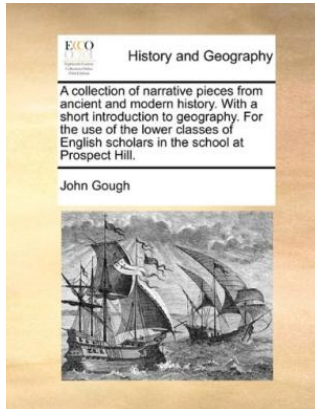 ECCO
History and Geography
A collection of narrative pieces from
ancient and modern history. With a
short introduction to geography. For
the use of the lower classes of
English scholars in the school at
Prospect Hill.
John Gough